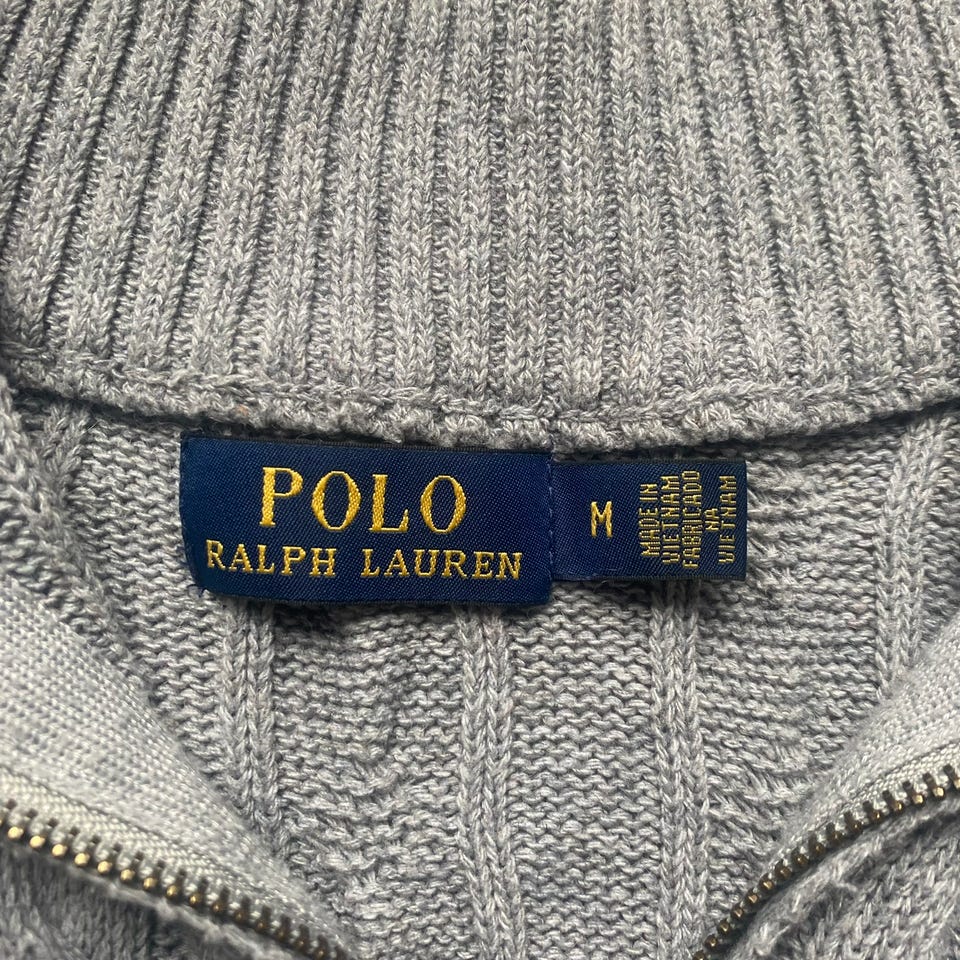 POLO
RALPH LAUREN
M
MADE IN
VIETNAM
FABRICADO
NA
VIETNAM